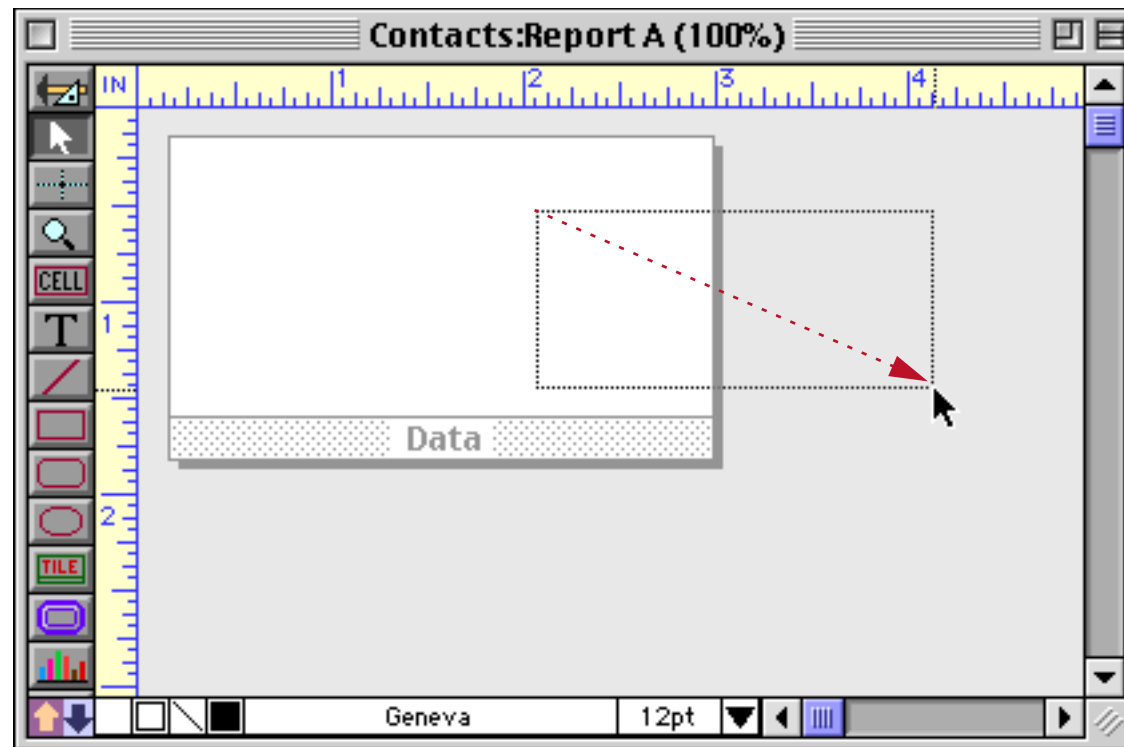 Contacts:Report A (100%)
IN 1 2 3 4
CELL
T
1
Data
2
TILE
Geneva 12pt